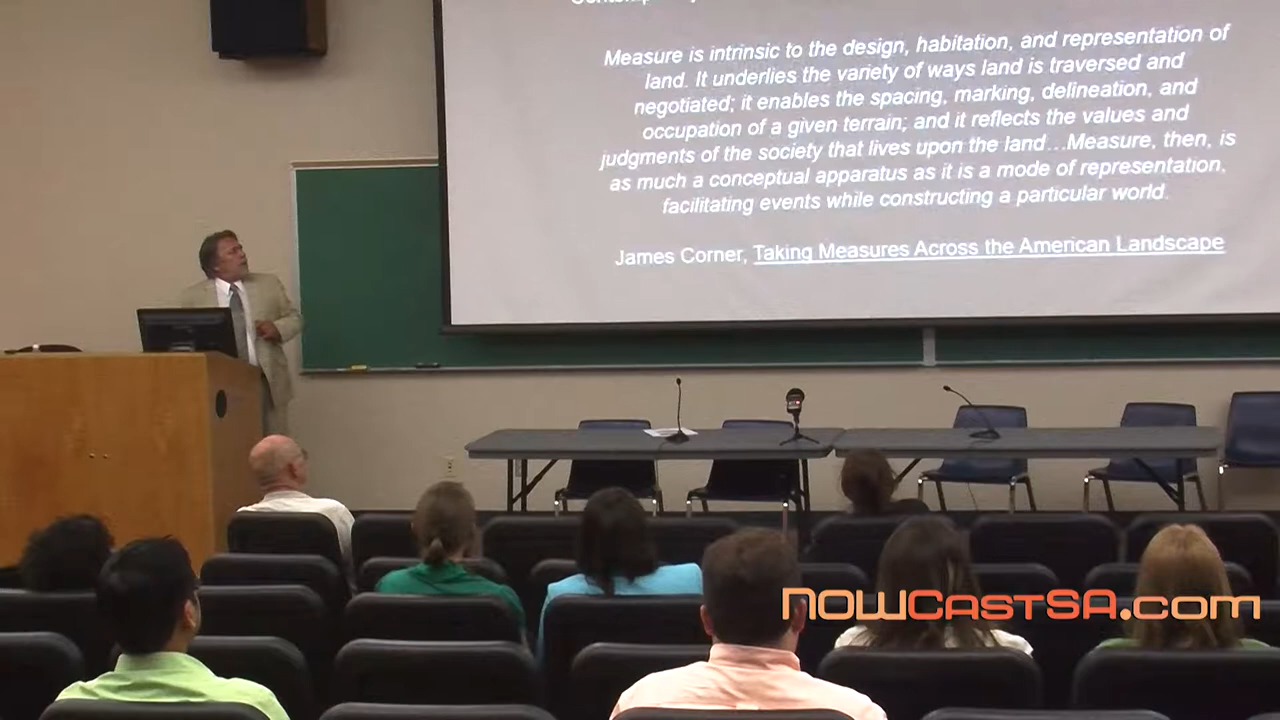 Measure is intrinsic to the design, habitation, and representation of
land. It underlies the variety of ways land is traversed and
negotiated; it enables the spacing, marking, delineation, and
occupation of a given terrain; and it reflects the values and
judgments of the society that lives upon the land…Measure, then, is
as much a conceptual apparatus as it is a mode of representation,
facilitating events while constructing a particular world.
James Corner, Taking Measures Across the American Landscape
NOWCASTSA.com